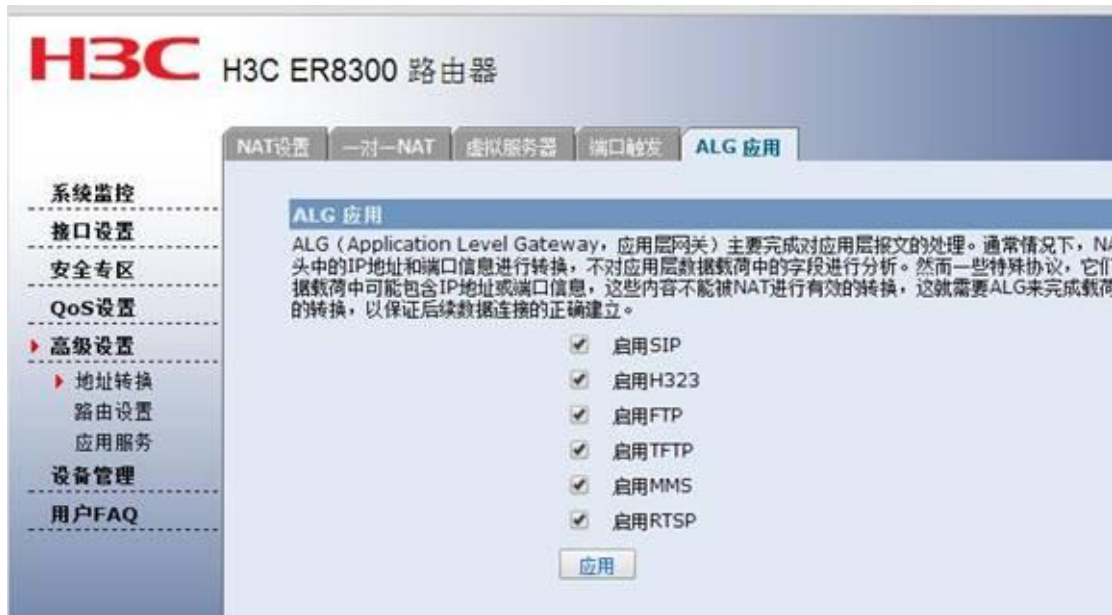 H3C H3C ER8300 路由器
NAT设置 一对一NAT 虚拟服务器 端口触发 ALG 应用
系统监控
接口设置
安全专区
QoS设置
高级设置
地址转换
路由设置
应用服务
设备管理
用户FAQ
ALG 应用
ALG（Application Level Gateway，应用层网关）主要完成对应用层报文的处理。通常情况下，NA
头中的IP地址和端口信息进行转换，不对应用层数据载荷中的字段进行分析。然而一些特殊协议，它们
据载荷中可能包含IP地址或端口信息，这些内容不能被NAT进行有效的转换，这就需要ALG来完成载荷
的转换，以保证后续数据连接的正确建立。
启用SIP
启用H323
启用FTP
启用TFTP
启用MMS
启用RTSP
应用